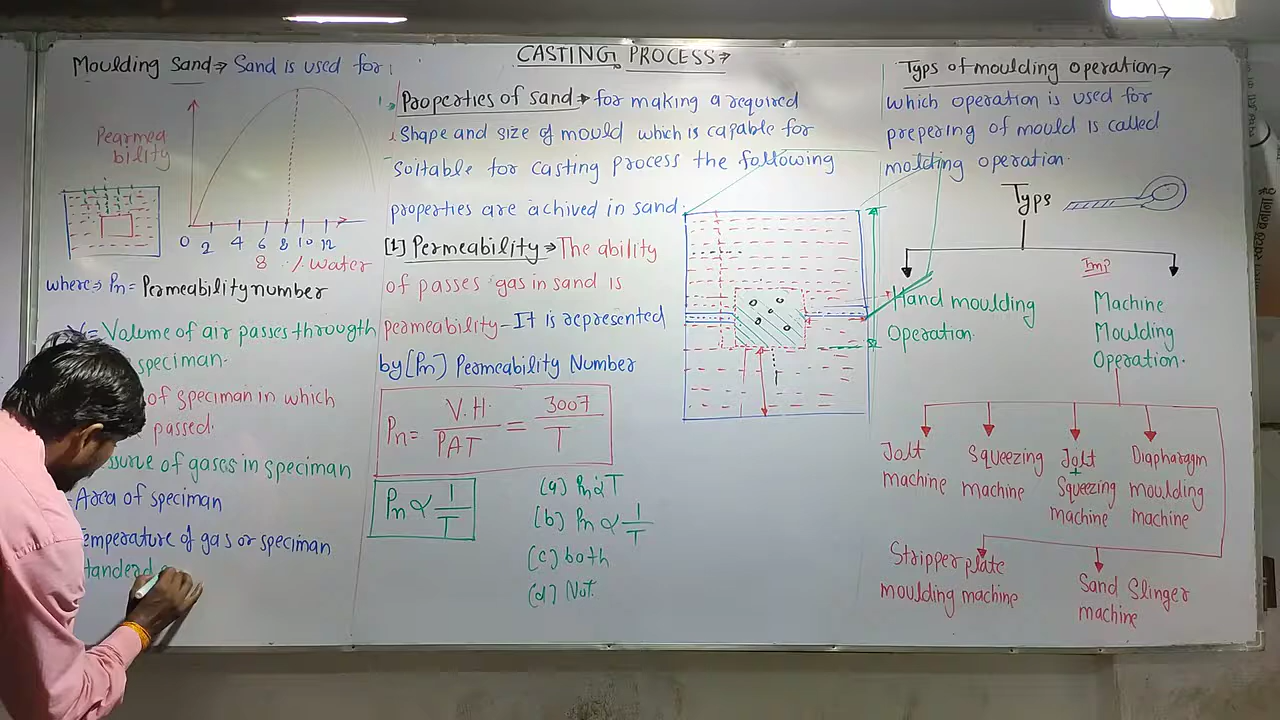 CASTING PROCESS→
Moulding Sand→ Sand is used for
Pearmea
bility
0 2 4 6 8 10 12
8 % Water
where→ Pn = Permeability number
V = Volume of air passes throught
speciman.
of speciman in which
passed.
of gases in speciman
Area of speciman
emperature of gas or speciman
tanderd
Properties of sand→ for making a required
Shape and size of mould which is capable for
suitable for casting process the following
properties are achived in sand.
[1] Permeability→ The ability
of passes gas in sand is
permeability– It is represented
by [Pn] Permeability Number
Pn = V.H. / PAT = 3007 / T
Pn ∝ 1/T
(a) Pn ∝ T
(b) Pn ∝ 1/T
(c) both
(d) Not.
Typs of moulding operation→
which operation is used for
prepering of mould is called
molding operation.
Typs
Hand moulding
Operation.
Imp
Machine
Moulding
Operation.
Jolt
machine
Squeezing
machine
Jolt
+
Squeezing
machine
Diapharagm
moulding
machine
Stripper plate
moulding machine
Sand Slinger
machine